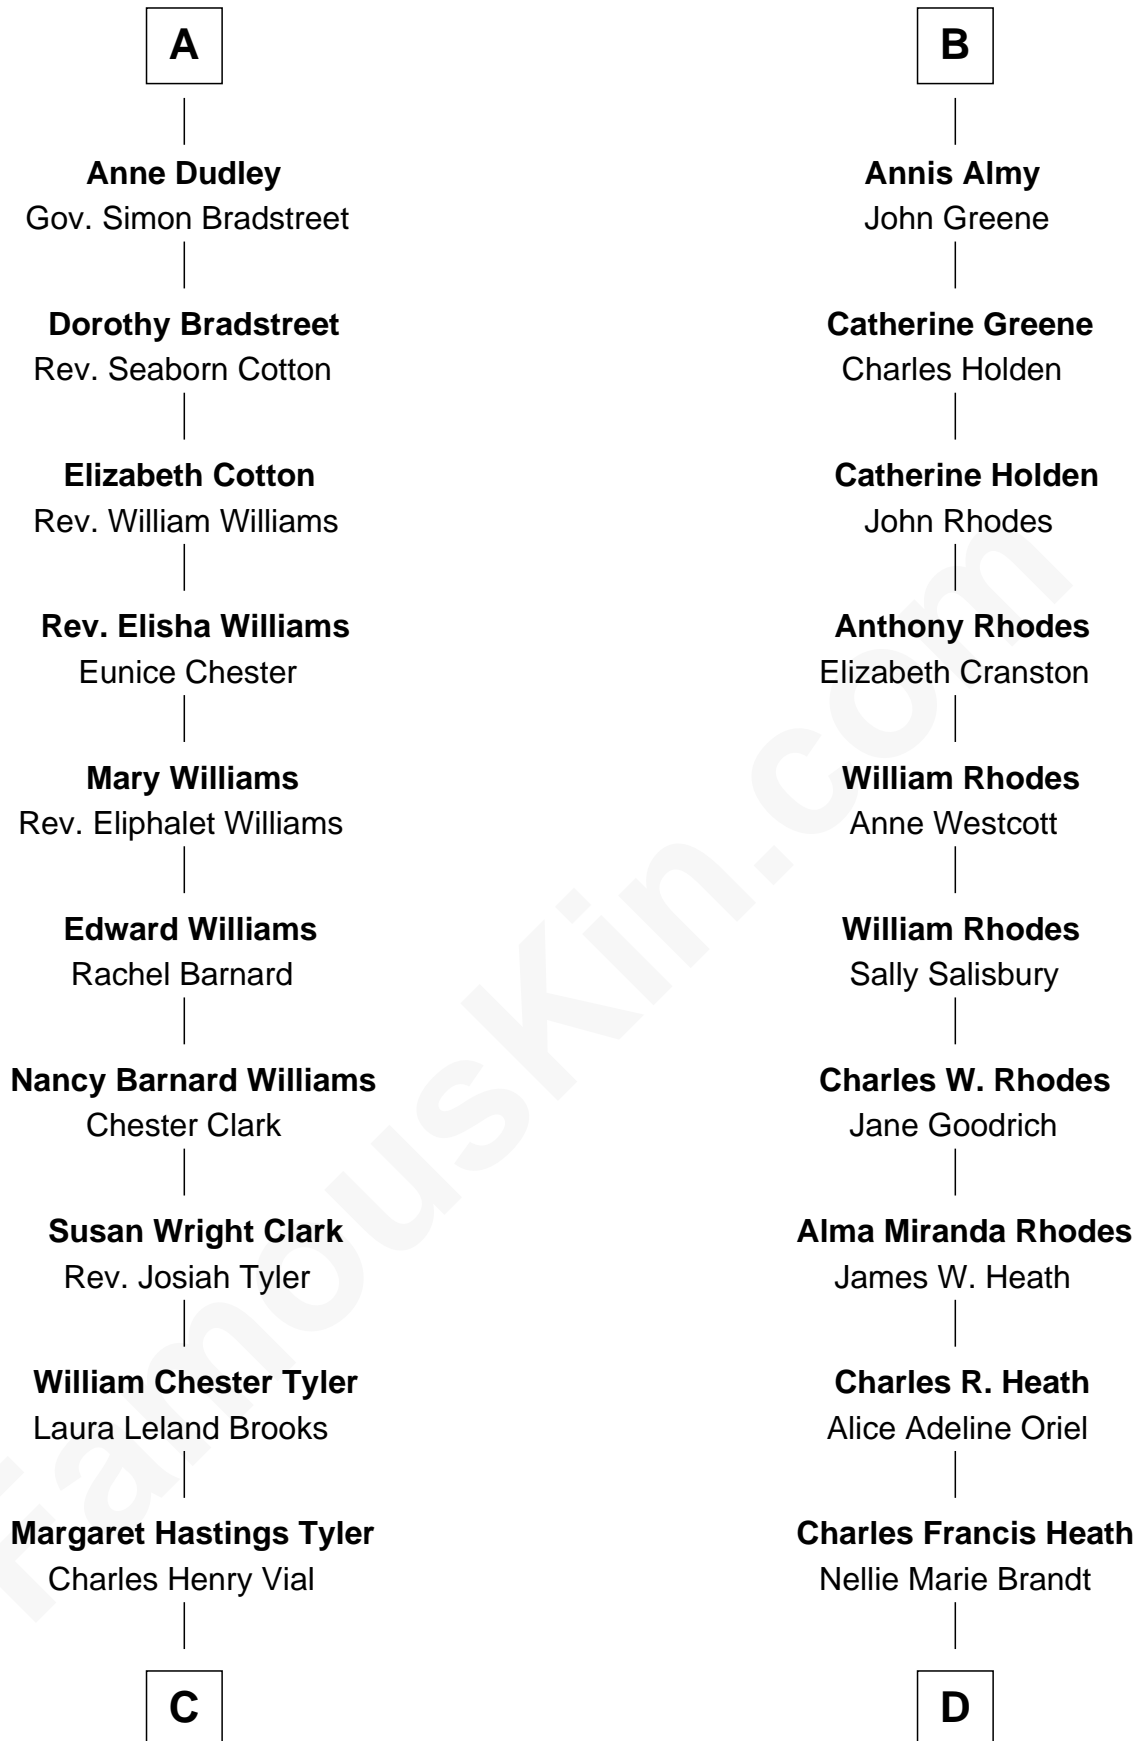 A
Anne Dudley
Gov. Simon Bradstreet
Dorothy Bradstreet
Rev. Seaborn Cotton
Elizabeth Cotton
Rev. William Williams
Rev. Elisha Williams
Eunice Chester
Mary Williams
Rev. Eliphalet Williams
Edward Williams
Rachel Barnard
Nancy Barnard Williams
Chester Clark
Susan Wright Clark
Rev. Josiah Tyler
William Chester Tyler
Laura Leland Brooks
Margaret Hastings Tyler
Charles Henry Vial
C
B
Annis Almy
John Greene
Catherine Greene
Charles Holden
Catherine Holden
John Rhodes
Anthony Rhodes
Elizabeth Cranston
William Rhodes
Anne Westcott
William Rhodes
Sally Salisbury
Charles W. Rhodes
Jane Goodrich
Alma Miranda Rhodes
James W. Heath
Charles R. Heath
Alice Adeline Oriel
Charles Francis Heath
Nellie Marie Brandt
D
FamousKin.com